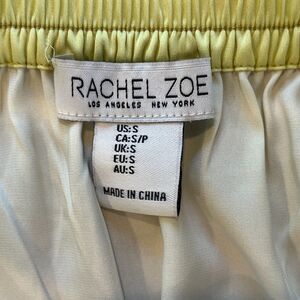 RACHEL ZOE
LOS ANGELES NEW YORK
US:S
CA:S/P
UK:S
EU:S
AU:S
MADE IN CHINA